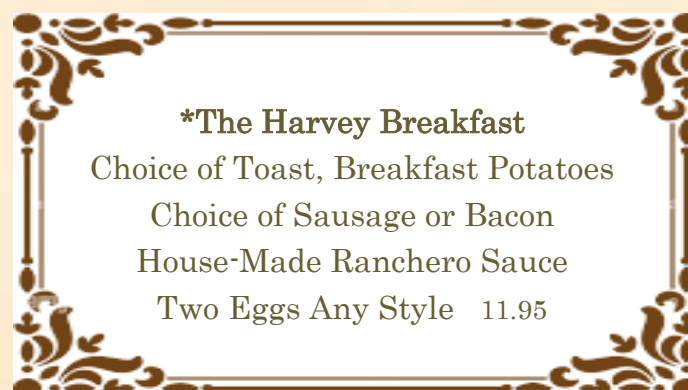 *The Harvey Breakfast
Choice of Toast, Breakfast Potatoes
Choice of Sausage or Bacon
House-Made Ranchero Sauce
Two Eggs Any Style 11.95